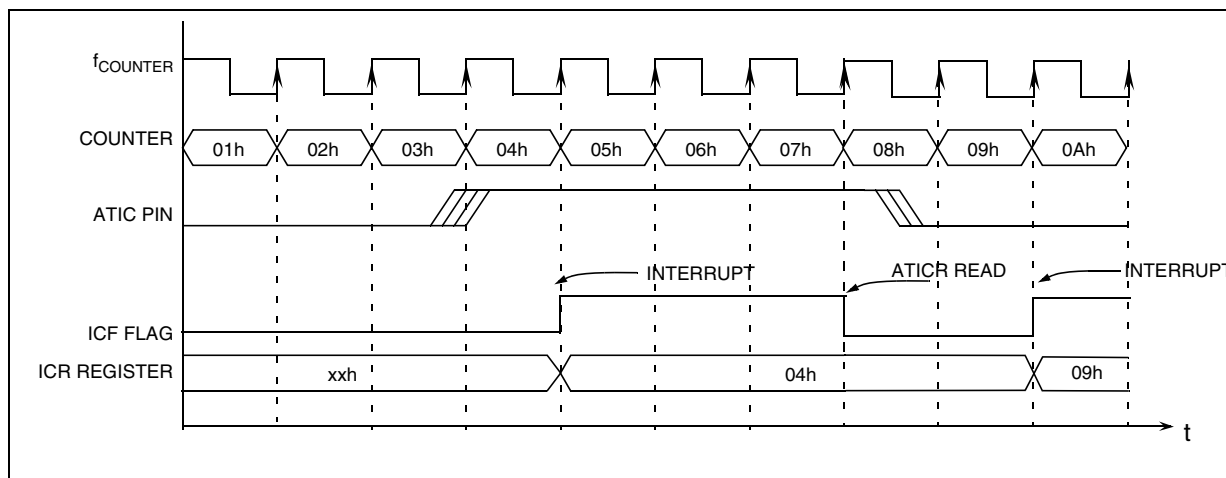 fCOUNTER
COUNTER 01h 02h 03h 04h 05h 06h 07h 08h 09h 0Ah
ATIC PIN
INTERRUPT ATICR READ INTERRUPT
ICF FLAG
ICR REGISTER xxh 04h 09h
t